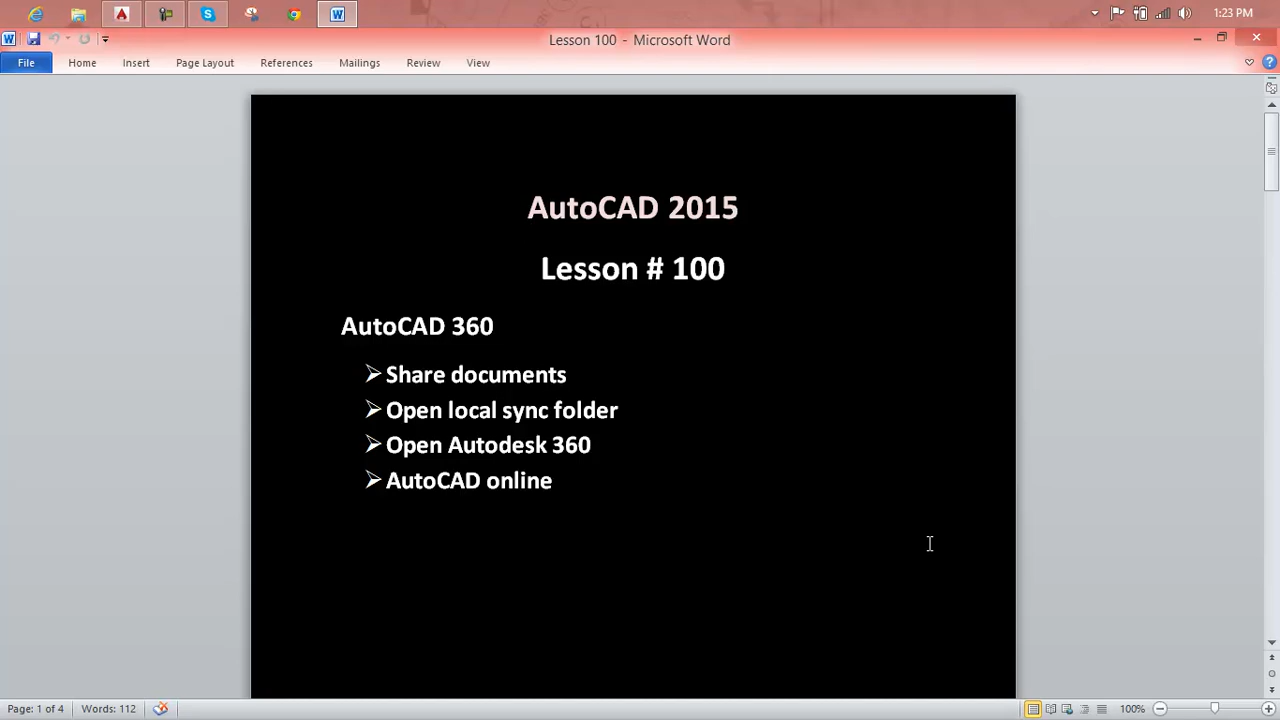 1:23 PM
Lesson 100 - Microsoft Word
File Home Insert Page Layout References Mailings Review View
AutoCAD 2015
Lesson # 100
AutoCAD 360
➢ Share documents
➢ Open local sync folder
➢ Open Autodesk 360
➢ AutoCAD online
Page: 1 of 4 Words: 112 100%